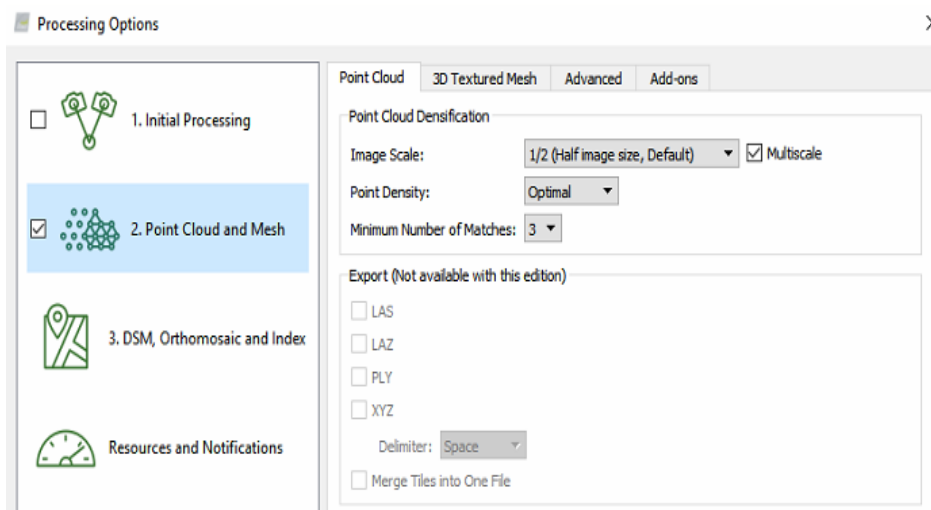 Processing Options
1. Initial Processing
2. Point Cloud and Mesh
3. DSM, Orthomosaic and Index
Resources and Notifications
Point Cloud 3D Textured Mesh Advanced Add-ons
Point Cloud Densification
Image Scale: 1/2 (Half image size, Default) Multiscale
Point Density: Optimal
Minimum Number of Matches: 3
Export (Not available with this edition)
LAS
LAZ
PLY
XYZ
Delimiter: Space
Merge Tiles into One File